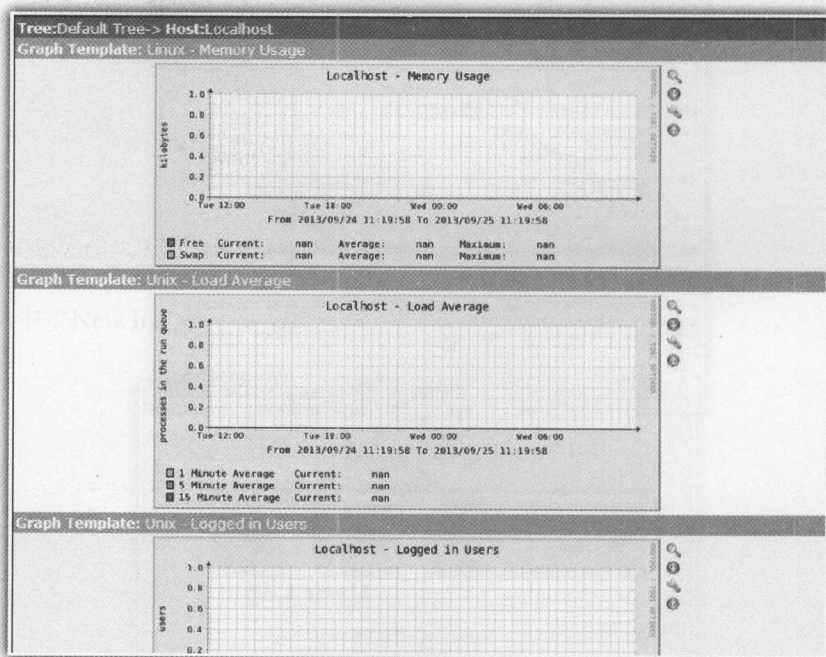 Tree:Default Tree-> Host:Localhost
Graph Template: Linux - Memory Usage
Localhost - Memory Usage
kilobytes
1.0
0.8
0.6
0.4
0.2
0.0
Tue 12:00 Tue 18:00 Wed 00:00 Wed 06:00
From 2013/09/24 11:19:58 To 2013/09/25 11:19:58
Free Current: nan Average: nan Maximum: nan
Swap Current: nan Average: nan Maximum: nan
Graph Template: Unix - Load Average
Localhost - Load Average
processes in the run queue
1.0
0.8
0.6
0.4
0.2
0.0
Tue 12:00 Tue 18:00 Wed 00:00 Wed 06:00
From 2013/09/24 11:19:58 To 2013/09/25 11:19:58
1 Minute Average Current: nan
5 Minute Average Current: nan
15 Minute Average Current: nan
Graph Template: Unix - Logged in Users
Localhost - Logged in Users
users
1.0
0.8
0.6
0.4
0.2